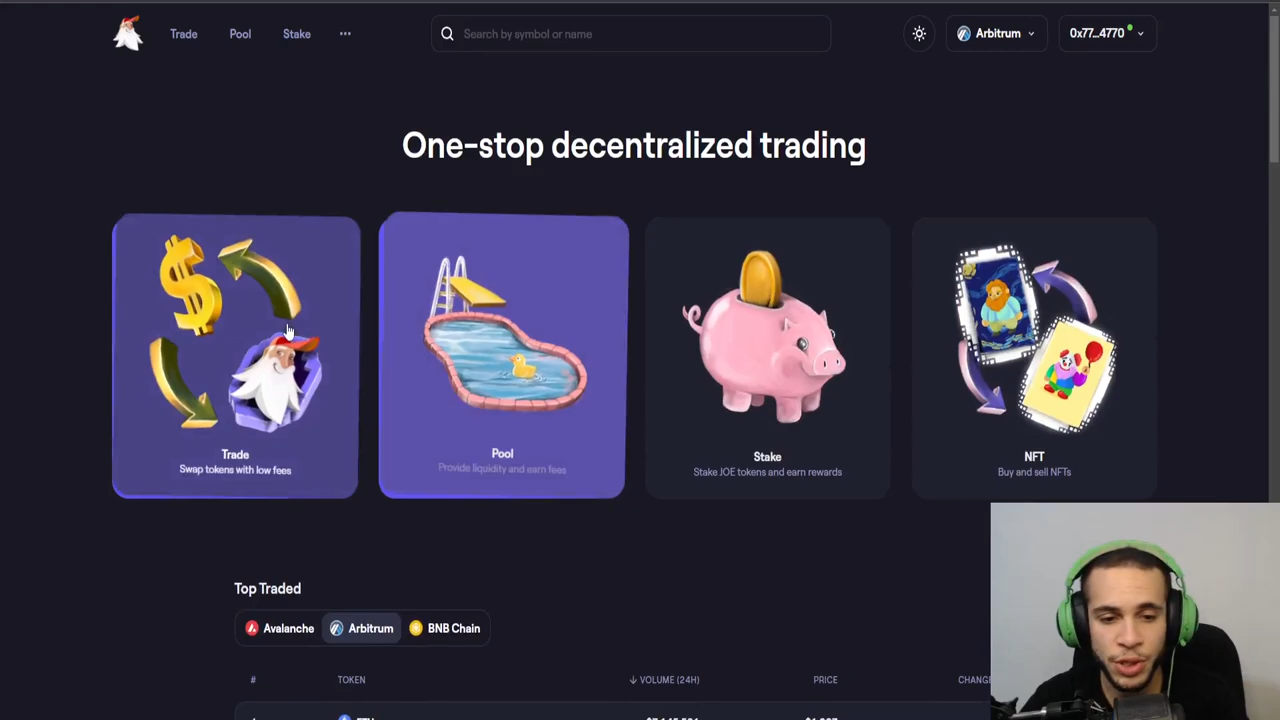 Trade
Pool
Stake
Search by symbol or name
Arbitrum
0x77...4770
One-stop decentralized trading
Trade
Swap tokens with low fees
Pool
Provide liquidity and earn fees
Stake
Stake JOE tokens and earn rewards
NFT
Buy and sell NFTs
Top Traded
Avalanche
Arbitrum
BNB Chain
# TOKEN VOLUME (24H) PRICE